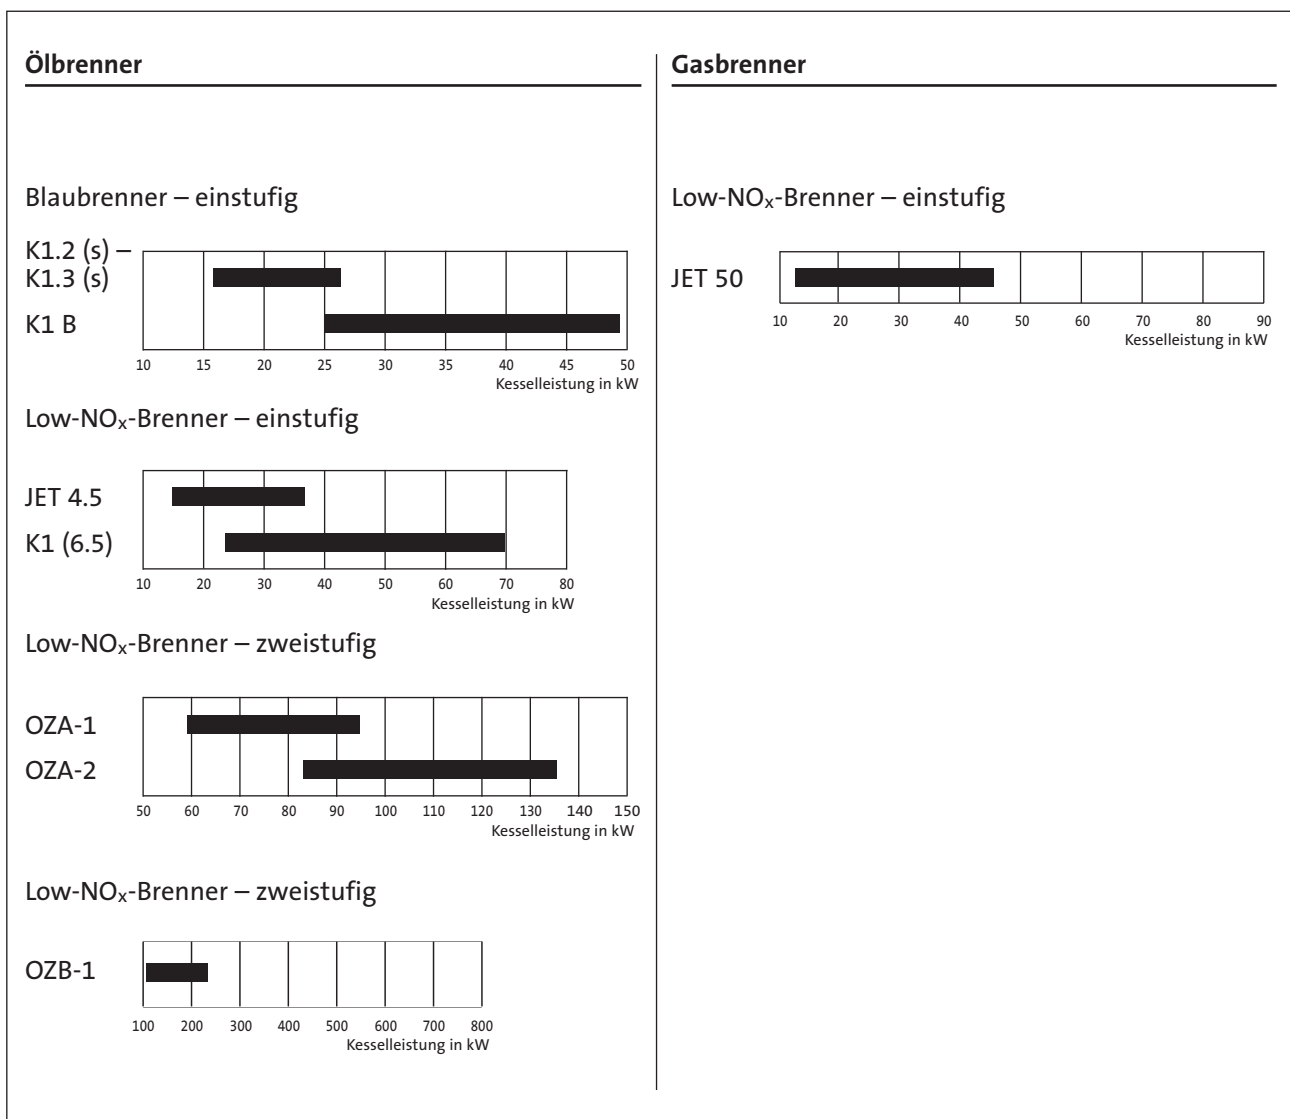 Ölbrenner
Blaubrenner – einstufig
K1.2 (s) –
K1.3 (s)
K1 B
10 15 20 25 30 35 40 45 50
Kesselleistung in kW
Low-NOₓ-Brenner – einstufig
JET 4.5
K1 (6.5)
10 20 30 40 50 60 70 80
Kesselleistung in kW
Low-NOₓ-Brenner – zweistufig
OZA-1
OZA-2
50 60 70 80 90 100 110 120 130 140 150
Kesselleistung in kW
Low-NOₓ-Brenner – zweistufig
OZB-1
100 200 300 400 500 600 700 800
Kesselleistung in kW
Gasbrenner
Low-NOₓ-Brenner – einstufig
JET 50
10 20 30 40 50 60 70 80 90
Kesselleistung in kW